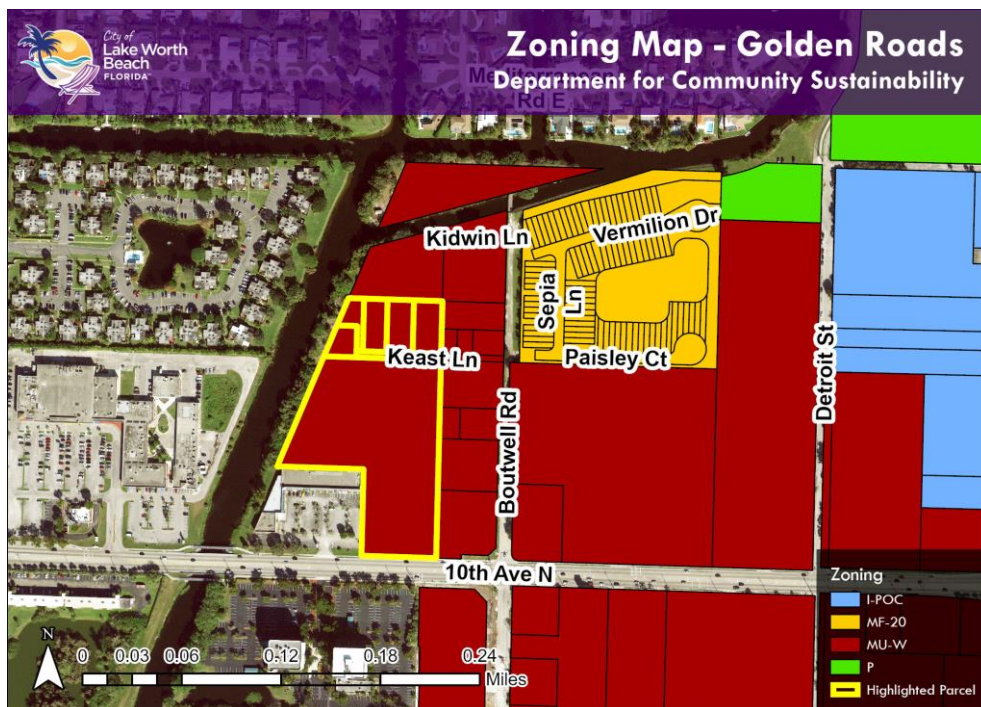 City of
Lake Worth
Beach
FLORIDA
Zoning Map - Golden Roads
Department for Community Sustainability
Rd E
Kidwin Ln
Vermilion Dr
Sepia
Ln
Keast Ln
Paisley Ct
Boutwell Rd
Detroit St
10th Ave N
N
0 0.03 0.06 0.12 0.18 0.24
Miles
Zoning
I-POC
MF-20
MU-W
P
Highlighted Parcel